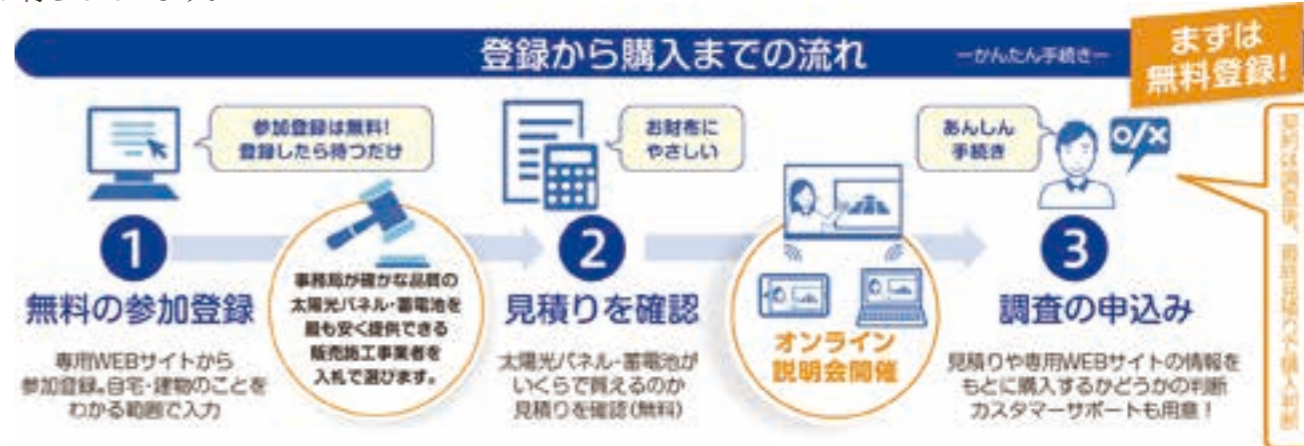 登録から購入までの流れ ーかんたん手続きー
まずは
無料登録!
参加登録は無料!
登録したら待つだけ
お財布に
やさしい
あんしん
手続き
O/X
1
無料の参加登録
専用WEBサイトから
参加登録。自宅・建物のことを
わかる範囲で入力
事務局が確かな品質の
太陽光パネル・蓄電池を
最も安く提供できる
販売施工事業者を
入札で選びます。
2
見積りを確認
太陽光パネル・蓄電池が
いくらで買えるのか
見積りを確認(無料)
オンライン
説明会開催
3
調査の申込み
見積りや専用WEBサイトの情報を
もとに購入するかどうかの判断
カスタマーサポートも用意!